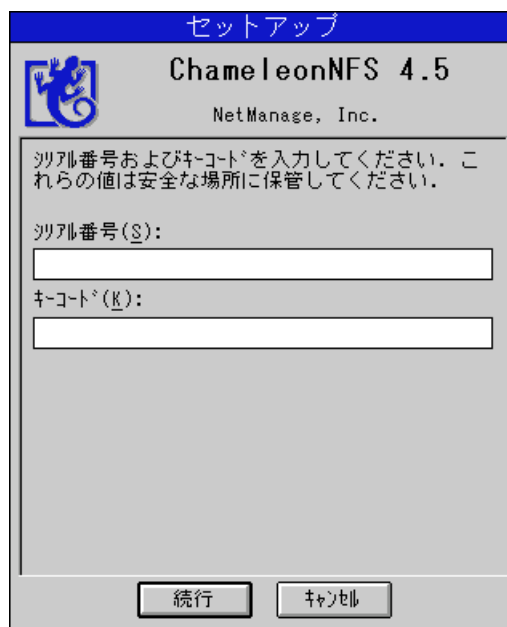 セットアップ
ChameleonNFS 4.5
NetManage, Inc.
ｼﾘｱﾙ番号およびｷｰｺｰﾄﾞを入力してください. こ
れらの値は安全な場所に保管してください.
ｼﾘｱﾙ番号(S):
ｷｰｺｰﾄﾞ(K):
続行
ｷｬﾝｾﾙ